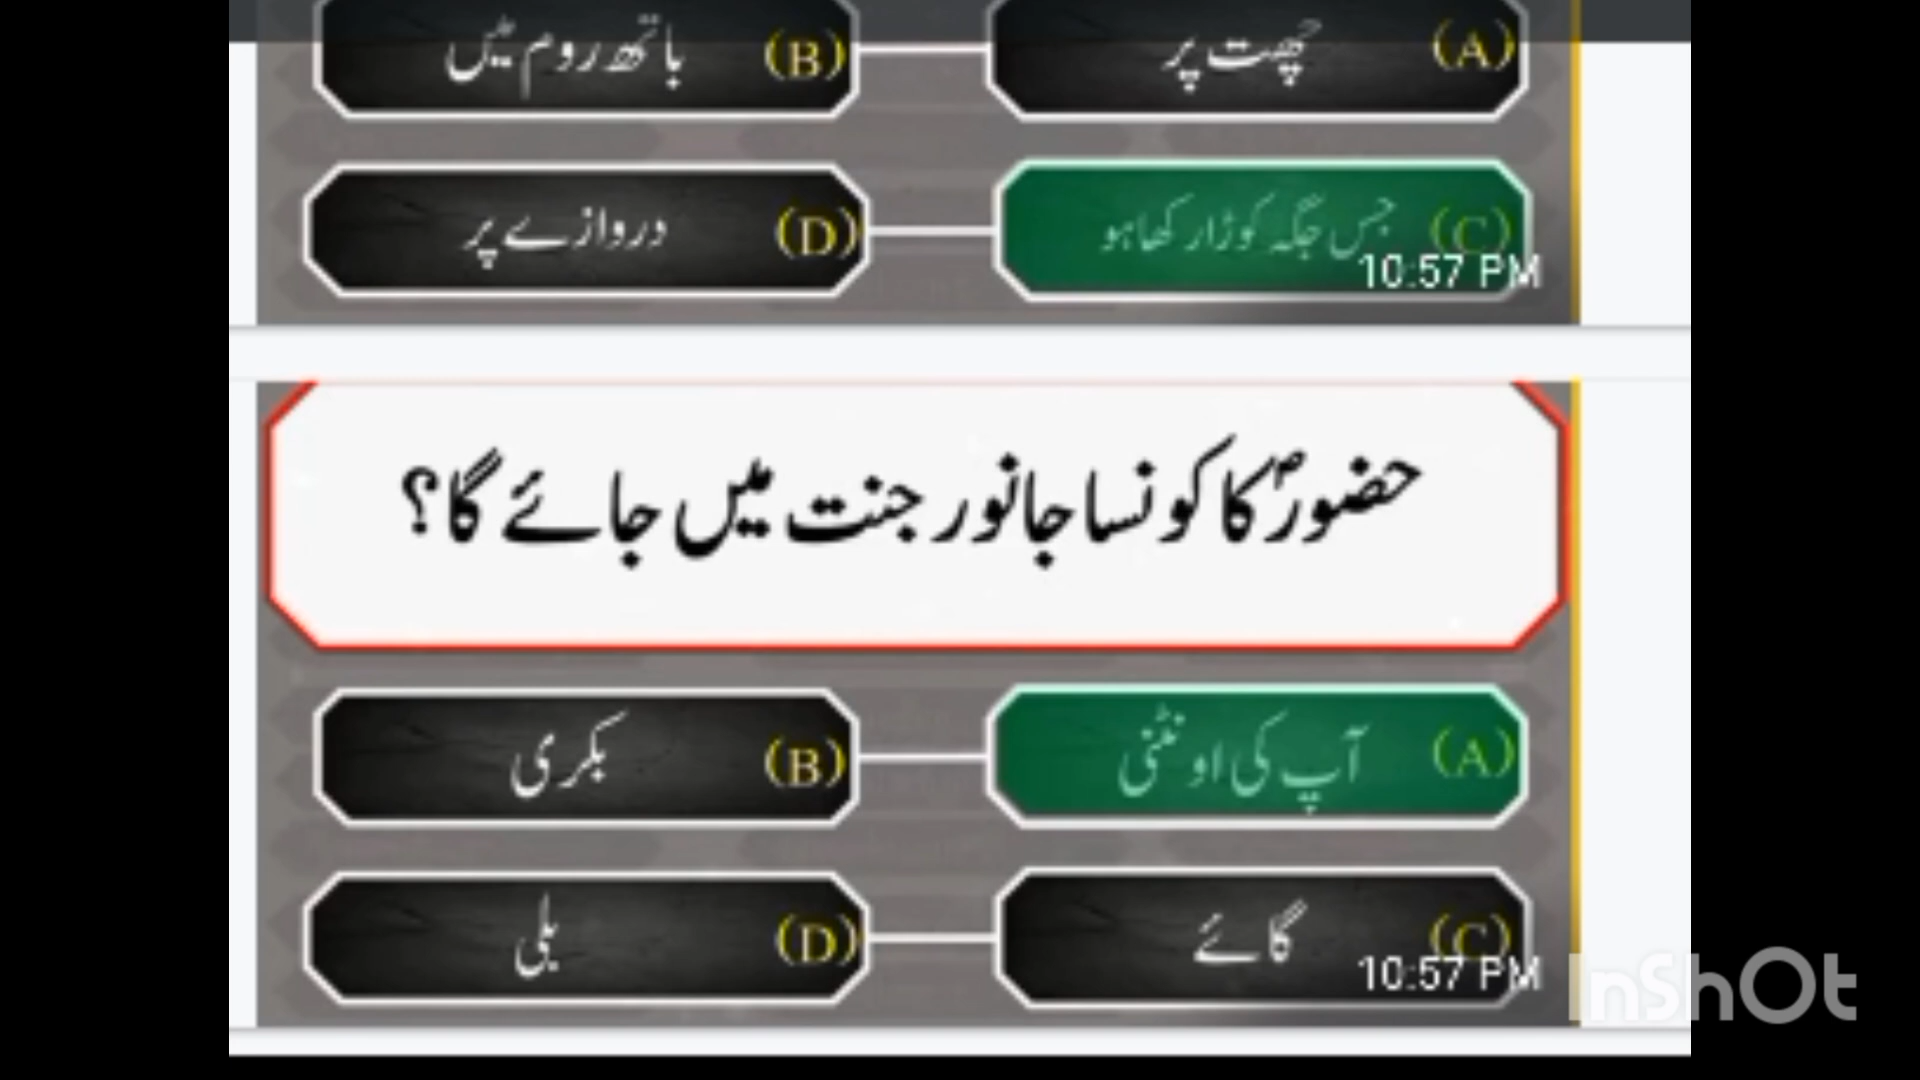 (A) چھت پر
(B) باتھ روم میں
(C) جس جگہ کوڑا رکھا ہو
(D) دروازے پر
10:57 PM
حضورؐ کا کونسا جانور جنت میں جائے گا؟
(A) آپ کی اونٹنی
(B) بکری
(C) گائے
(D) بلی
10:57 PM
InShOt